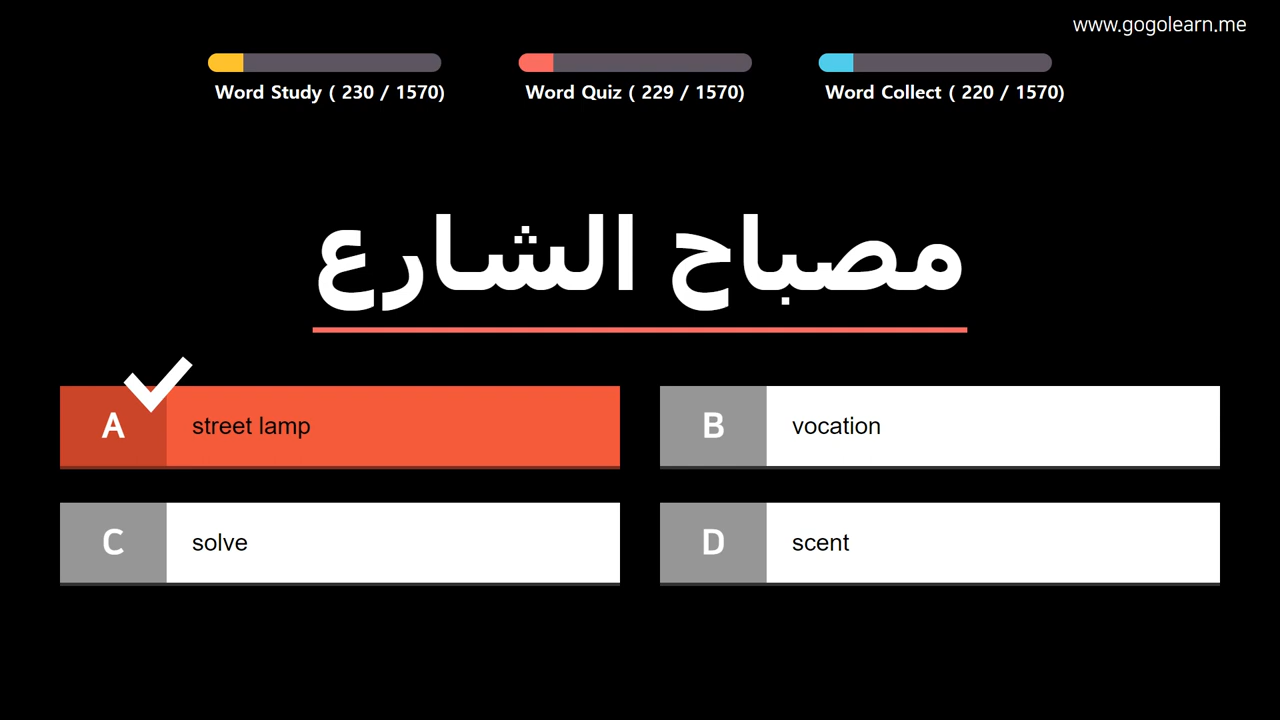 www.gogolearn.me
Word Study ( 230 / 1570)
Word Quiz ( 229 / 1570)
Word Collect ( 220 / 1570)
مصباح الشارع
A
street lamp
B
vocation
C
solve
D
scent